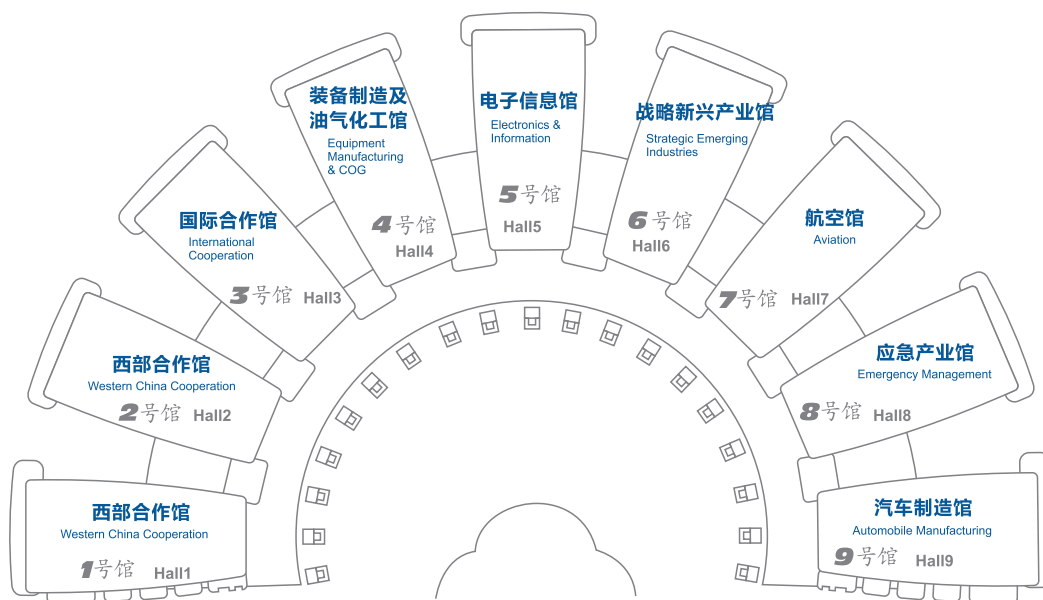 西部合作馆
Western China Cooperation
1号馆 Hall1
西部合作馆
Western China Cooperation
2号馆 Hall2
国际合作馆
International
Cooperation
3号馆 Hall3
装备制造及
油气化工馆
Equipment
Manufacturing
& COG
4号馆
Hall4
电子信息馆
Electronics &
Information
5号馆
Hall5
战略新兴产业馆
Strategic Emerging
Industries
6号馆
Hall6
航空馆
Aviation
7号馆 Hall7
应急产业馆
Emergency Management
8号馆 Hall8
汽车制造馆
Automobile Manufacturing
9号馆 Hall9